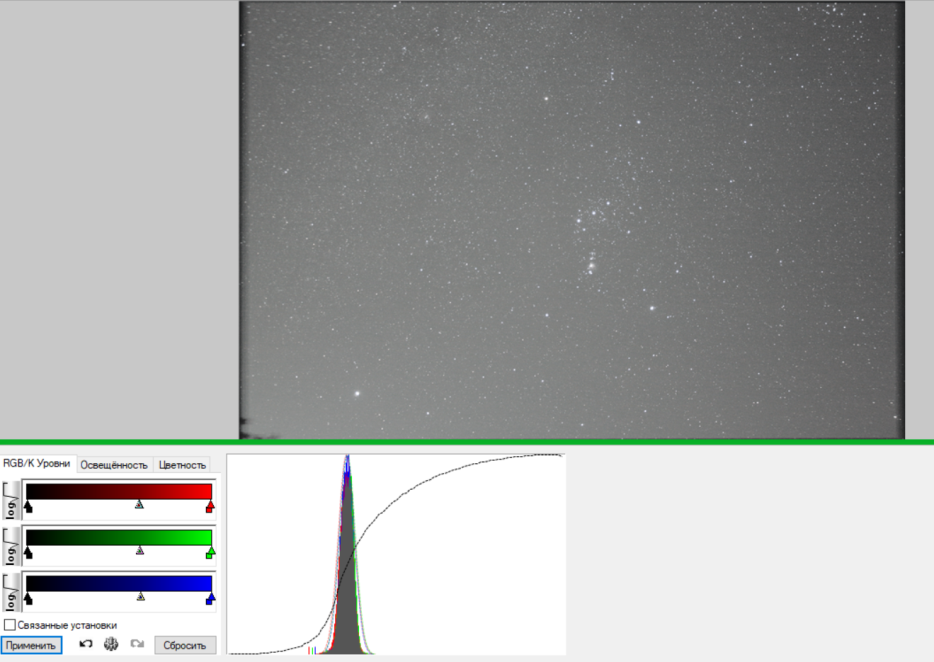 RGB/K Уровни
Освещённость
Цветность
log
log
log
Связанные установки
Применить
Сбросить